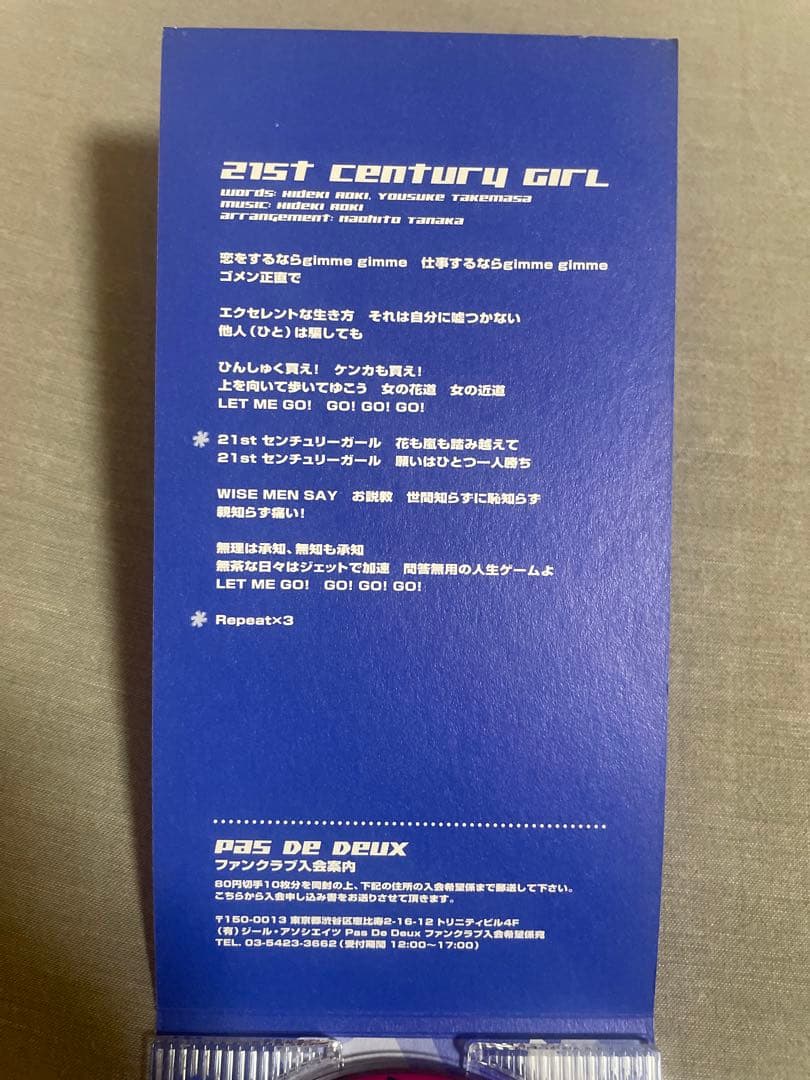 21st century Girl
words: Hideki Aoki, Yousuke Takemasa
music: Hideki Aoki
arrangement: Naohito Tanaka
恋をするならgimme gimme　仕事するならgimme gimme
ゴメン正直で
エクセレントな生き方　それは自分に嘘つかない
他人（ひと）は騙しても
ひんしゅく買え！　ケンカも買え！
上を向いて歩いてゆこう　女の花道　女の近道
LET ME GO!　GO! GO! GO!
＊ 21st センチュリーガール　花も嵐も踏み越えて
21st センチュリーガール　願いはひとつ一人勝ち
WISE MEN SAY　お説教　世間知らずに恥知らず
親知らず痛い！
無理は承知、無知も承知
無茶な日々はジェットで加速　問答無用の人生ゲームよ
LET ME GO!　GO! GO! GO!
＊ Repeat×3
Pas De Deux
ファンクラブ入会案内
80円切手10枚分を同封の上、下記の住所の入会希望係まで郵送して下さい。
こちらから入会申し込み書をお送りさせて頂きます。
〒150-0013 東京都渋谷区恵比寿2-16-12 トリニティビル4F
（有）ジール・アソシエイツ Pas De Deux ファンクラブ入会希望係宛
TEL. 03-5423-3662（受付期間 12:00〜17:00）